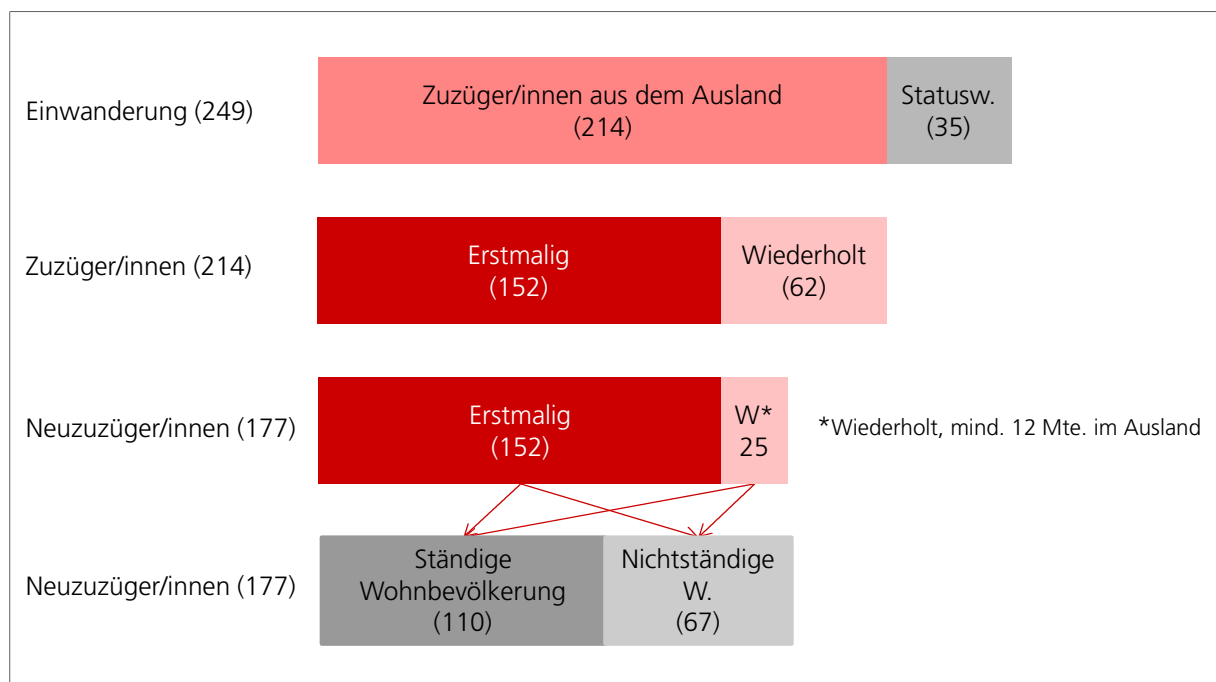 Einwanderung (249)
Zuzüger/innen aus dem Ausland
(214)
Statusw.
(35)
Zuzüger/innen (214)
Erstmalig
(152)
Wiederholt
(62)
Neuzuzüger/innen (177)
Erstmalig
(152)
W*
25
*Wiederholt, mind. 12 Mte. im Ausland
Neuzuzüger/innen (177)
Ständige
Wohnbevölkerung
(110)
Nichtständige
W.
(67)